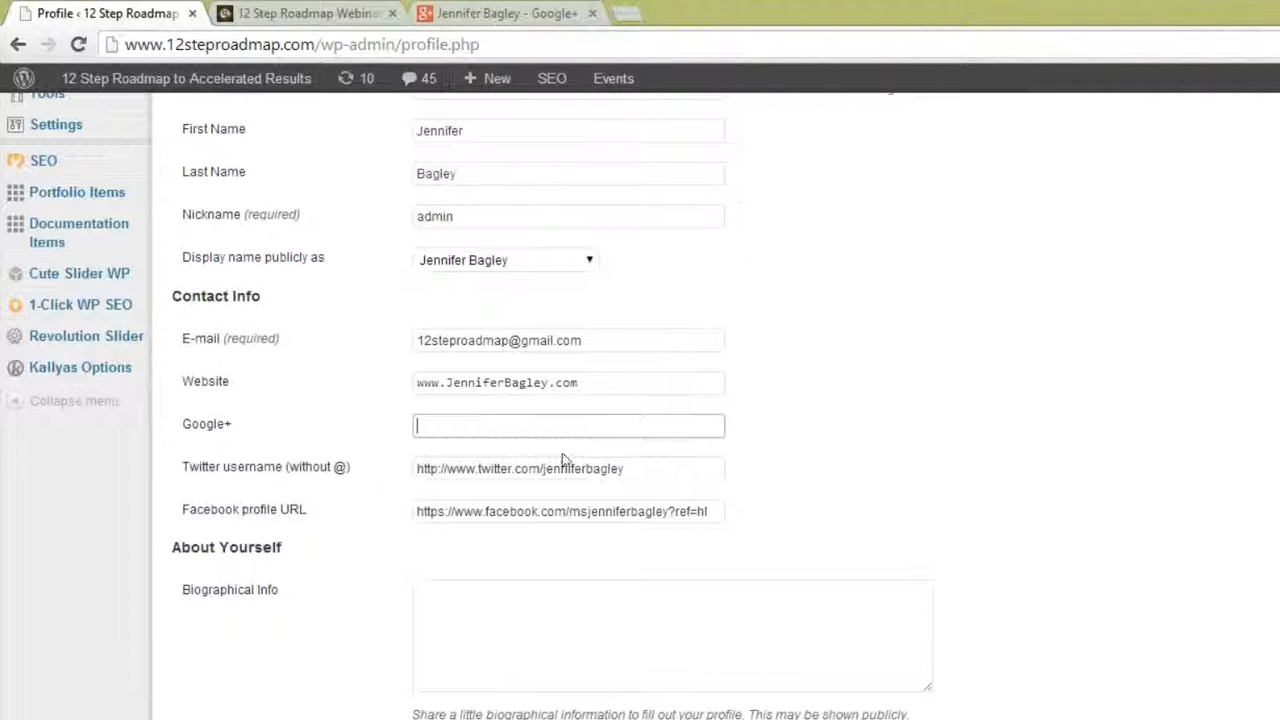 Profile ‹ 12 Step Roadmap
12 Step Roadmap Webinar
Jennifer Bagley - Google+
www.12steproadmap.com/wp-admin/profile.php
12 Step Roadmap to Accelerated Results 10 45 + New SEO Events
Tools
Settings
SEO
Portfolio Items
Documentation
Items
Cute Slider WP
1-Click WP SEO
Revolution Slider
Kallyas Options
Collapse menu
First Name Jennifer
Last Name Bagley
Nickname (required) admin
Display name publicly as Jennifer Bagley
Contact Info
E-mail (required) 12steproadmap@gmail.com
Website www.JenniferBagley.com
Google+
Twitter username (without @) http://www.twitter.com/jenniferbagley
Facebook profile URL https://www.facebook.com/msjenniferbagley?ref=hl
About Yourself
Biographical Info
Share a little biographical information to fill out your profile. This may be shown publicly.